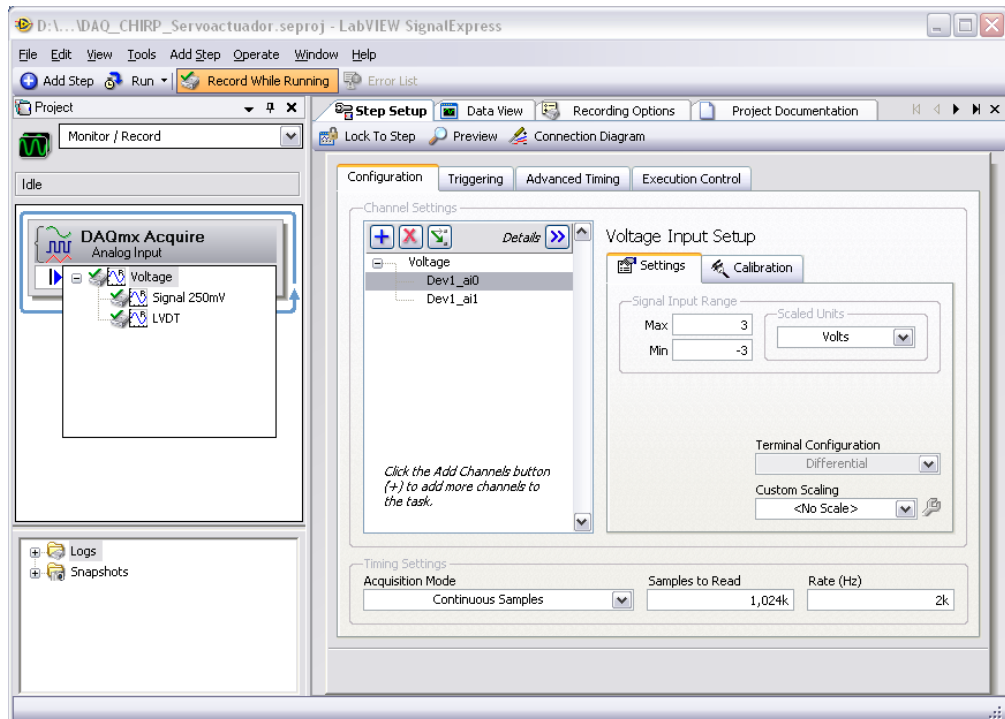 D:\...\DAQ_CHIRP_Servoactuador.seproj - LabVIEW SignalExpress
File Edit View Tools Add Step Operate Window Help
Add Step Run Record While Running Error List
Project
Monitor / Record
Idle
DAQmx Acquire
Analog Input
Voltage
Signal 250mV
LVDT
Logs
Snapshots
Step Setup Data View Recording Options Project Documentation
Lock To Step Preview Connection Diagram
Configuration Triggering Advanced Timing Execution Control
Channel Settings
Details
Voltage
Dev1_ai0
Dev1_ai1
Click the Add Channels button
(+) to add more channels to
the task.
Voltage Input Setup
Settings Calibration
Signal Input Range
Max 3
Min -3
Scaled Units
Volts
Terminal Configuration
Differential
Custom Scaling
<No Scale>
Timing Settings
Acquisition Mode Samples to Read Rate (Hz)
Continuous Samples 1,024k 2k